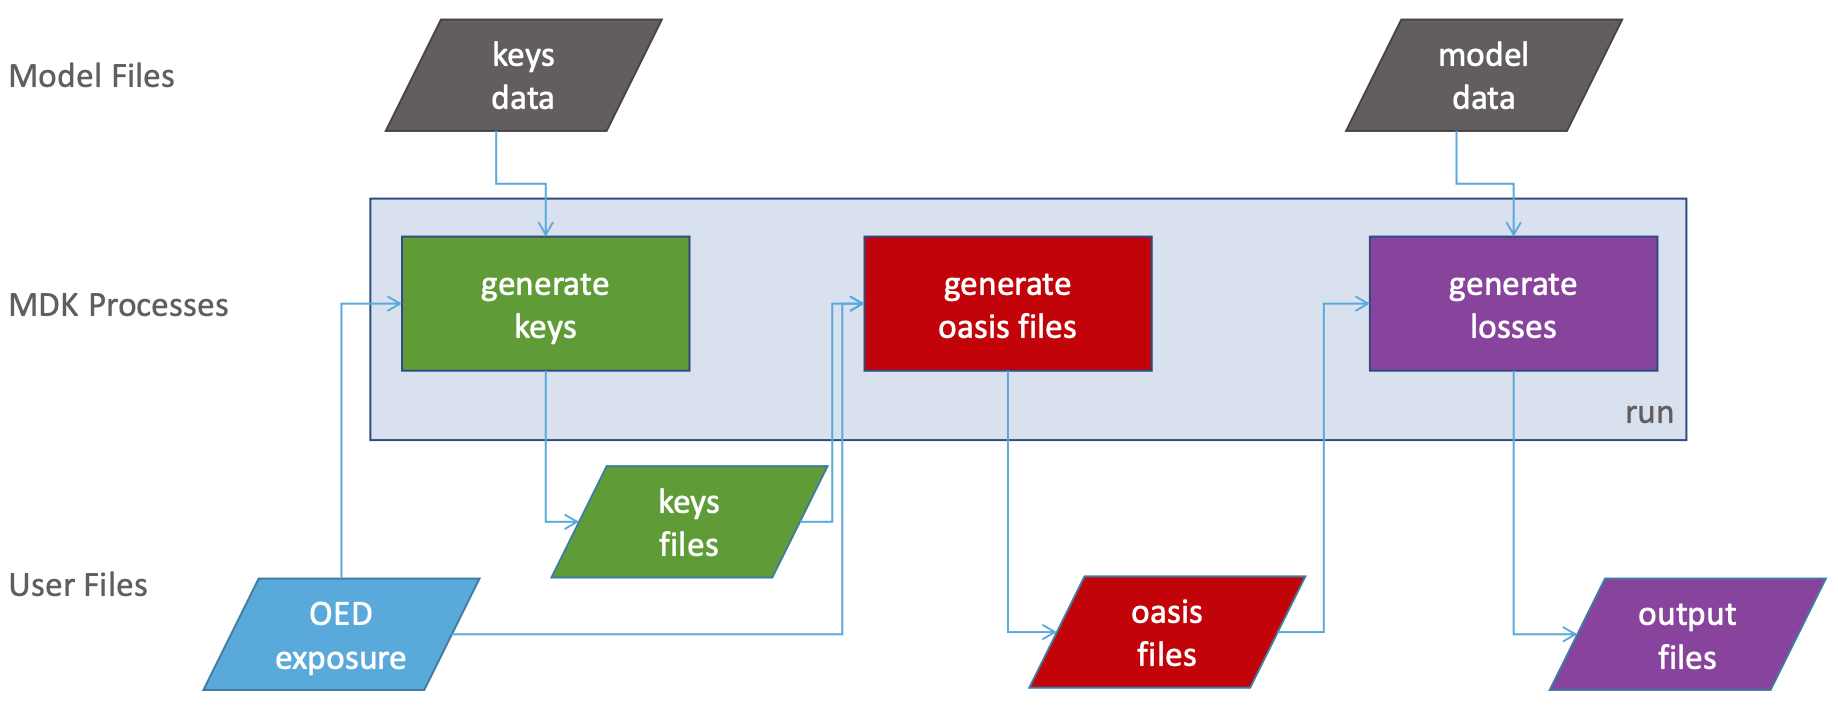 Model Files
keys
data
model
data
MDK Processes
generate
keys
generate
oasis files
generate
losses
run
User Files
keys
files
OED
exposure
oasis
files
output
files